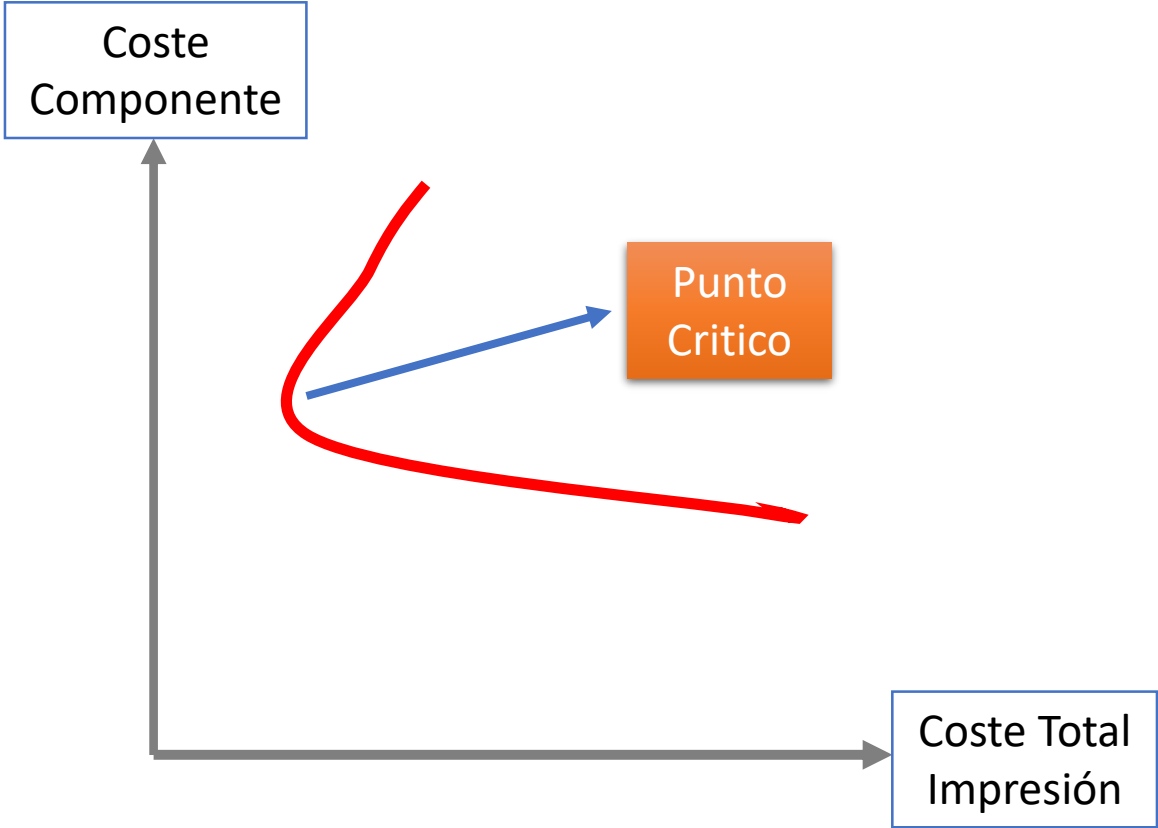 Coste
Componente
Punto
Critico
Coste Total
Impresión